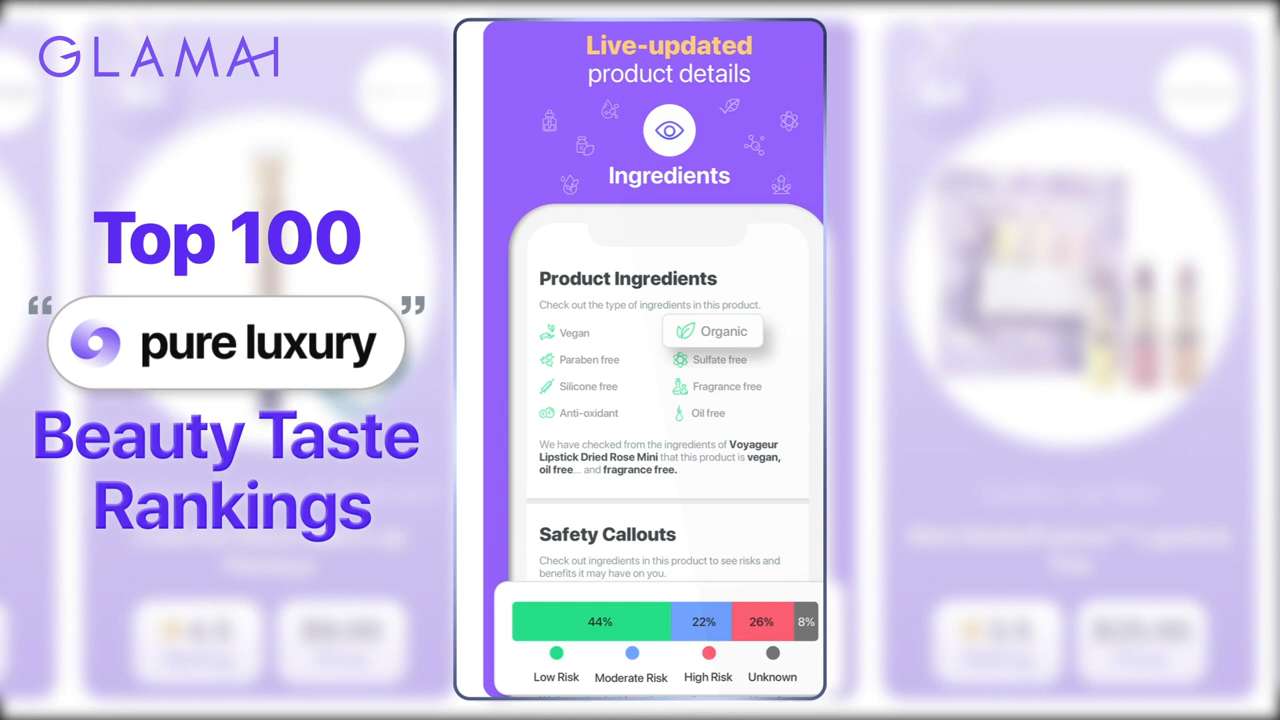 GLAMAI
Top 100
“ pure luxury ”
Beauty Taste
Rankings
Live-updated
product details
Ingredients
Product Ingredients
Check out the type of ingredients in this product.
Vegan
Organic
Paraben free
Sulfate free
Silicone free
Fragrance free
Anti-oxidant
Oil free
We have checked from the ingredients of Voyageur
Lipstick Dried Rose Mini that this product is vegan,
oil free... and fragrance free.
Safety Callouts
Check out ingredients in this product to see risks and
benefits it may have on you.
44%
22%
26%
8%
Low Risk
Moderate Risk
High Risk
Unknown